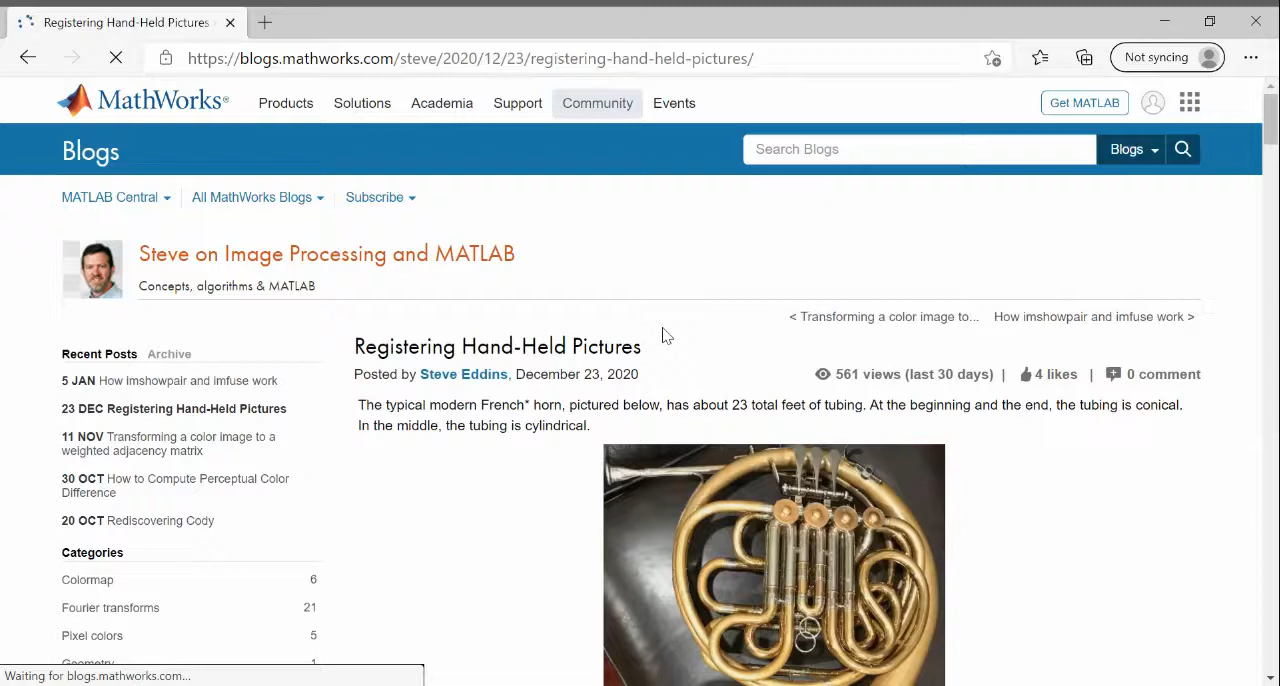 Registering Hand-Held Pictures
https://blogs.mathworks.com/steve/2020/12/23/registering-hand-held-pictures/
Not syncing
MathWorks®
Products Solutions Academia Support Community Events
Get MATLAB
Blogs
Search Blogs
Blogs
MATLAB Central
All MathWorks Blogs
Subscribe
Steve on Image Processing and MATLAB
Concepts, algorithms & MATLAB
< Transforming a color image to... How imshowpair and imfuse work >
Recent Posts Archive
5 JAN How imshowpair and imfuse work
23 DEC Registering Hand-Held Pictures
11 NOV Transforming a color image to a
weighted adjacency matrix
30 OCT How to Compute Perceptual Color
Difference
20 OCT Rediscovering Cody
Categories
Colormap 6
Fourier transforms 21
Pixel colors 5
Geometry 1
Registering Hand-Held Pictures
Posted by Steve Eddins, December 23, 2020
561 views (last 30 days) | 4 likes | 0 comment
The typical modern French* horn, pictured below, has about 23 total feet of tubing. At the beginning and the end, the tubing is conical.
In the middle, the tubing is cylindrical.
Waiting for blogs.mathworks.com...